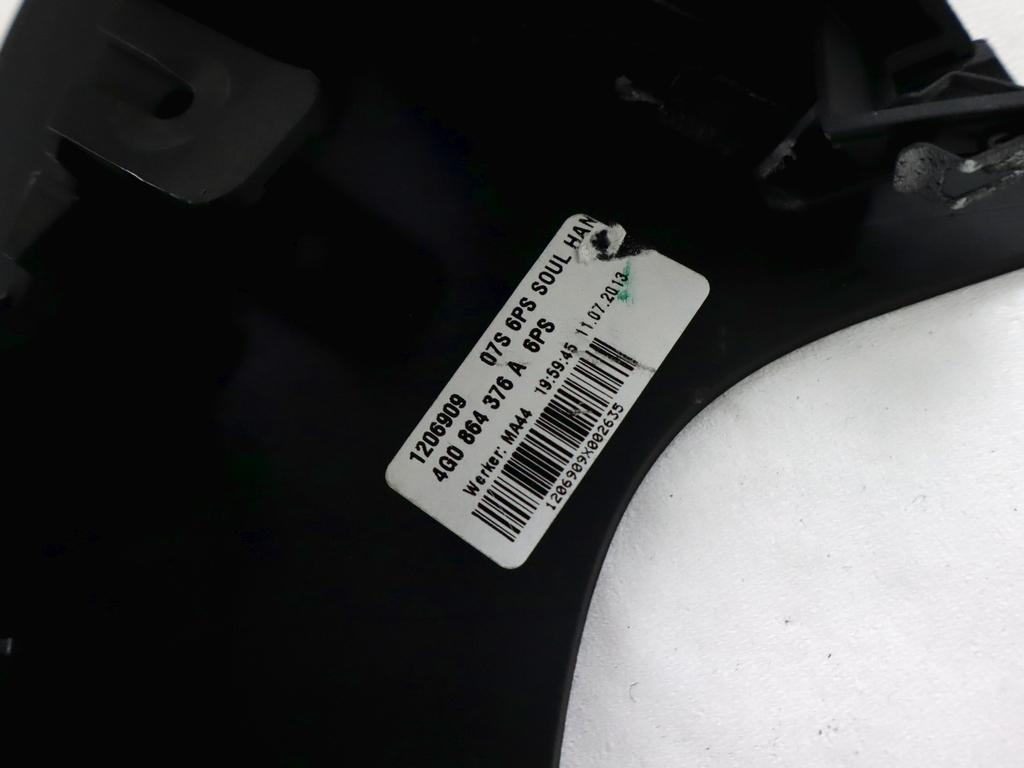 1206909 07S 6PS SOUL HAN
4G0 864 376 A 6PS
Werker: MA44 19:59:45 11.07.2013
1206909X002635